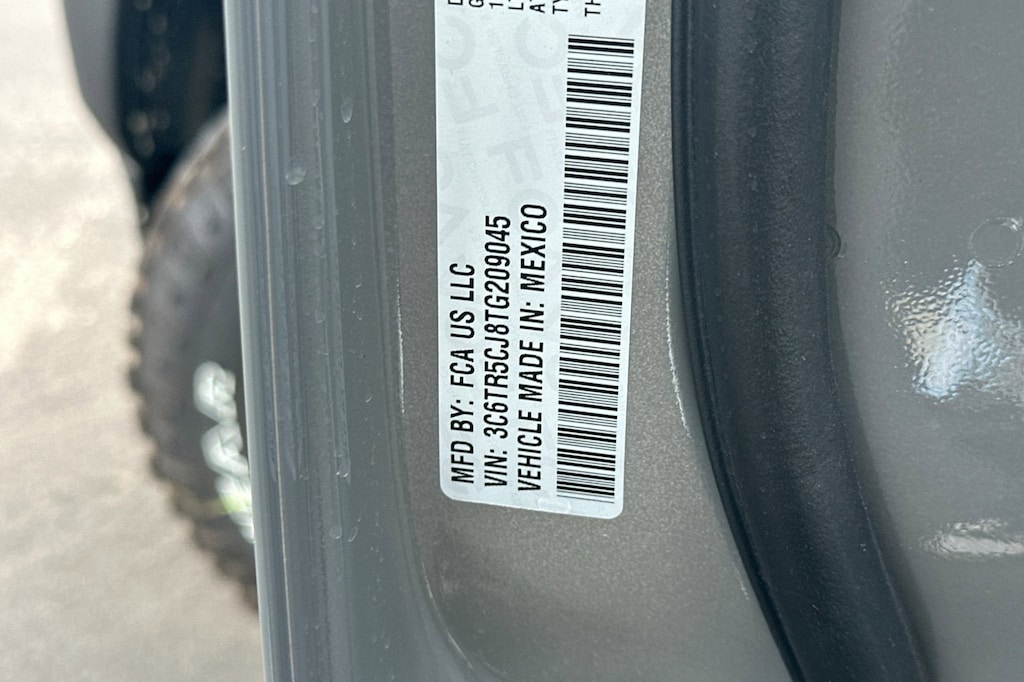 MFD BY: FCA US LLC
VIN: 3C6TR5CJ8TG209045
VEHICLE MADE IN: MEXICO